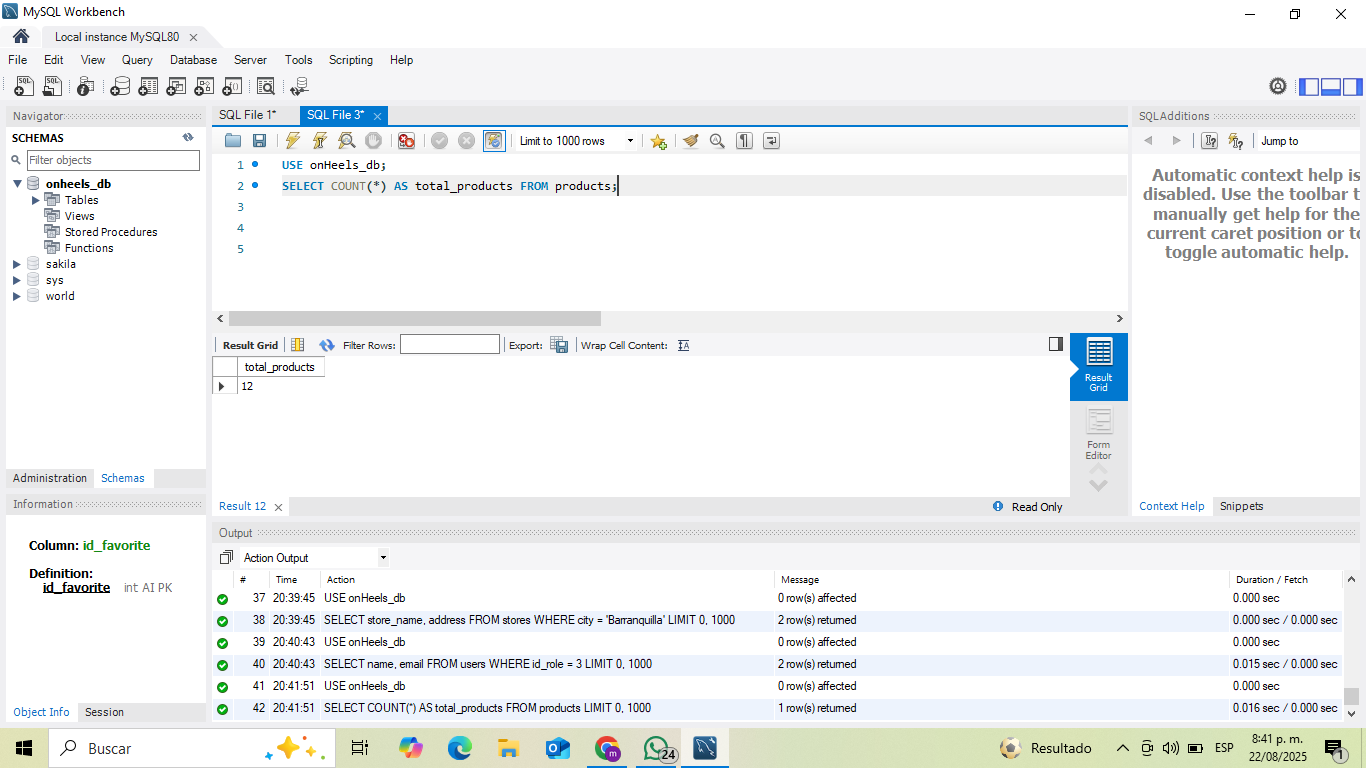 MySQL Workbench
Local instance MySQL80
File Edit View Query Database Server Tools Scripting Help
Navigator
SCHEMAS
Filter objects
onheels_db
Tables
Views
Stored Procedures
Functions
sakila
sys
world
Administration Schemas
Information
Column: id_favorite
Definition:
id_favorite int AI PK
Object Info Session
SQL File 1* SQL File 3*
Limit to 1000 rows
1 USE onHeels_db;
2 SELECT COUNT(*) AS total_products FROM products;
3
4
5
Result Grid Filter Rows: Export: Wrap Cell Content:
total_products
12
Result Grid
Form Editor
Result 12 Read Only
SQLAdditions
Jump to
Automatic context help is
disabled. Use the toolbar t
manually get help for the
current caret position or to
toggle automatic help.
Context Help Snippets
Output
Action Output
# Time Action Message Duration / Fetch
37 20:39:45 USE onHeels_db 0 row(s) affected 0.000 sec
38 20:39:45 SELECT store_name, address FROM stores WHERE city = 'Barranquilla' LIMIT 0, 1000 2 row(s) returned 0.000 sec / 0.000 sec
39 20:40:43 USE onHeels_db 0 row(s) affected 0.000 sec
40 20:40:43 SELECT name, email FROM users WHERE id_role = 3 LIMIT 0, 1000 2 row(s) returned 0.015 sec / 0.000 sec
41 20:41:51 USE onHeels_db 0 row(s) affected 0.000 sec
42 20:41:51 SELECT COUNT(*) AS total_products FROM products LIMIT 0, 1000 1 row(s) returned 0.016 sec / 0.000 sec
Buscar
24
Resultado
ESP
8:41 p. m.
22/08/2025
1